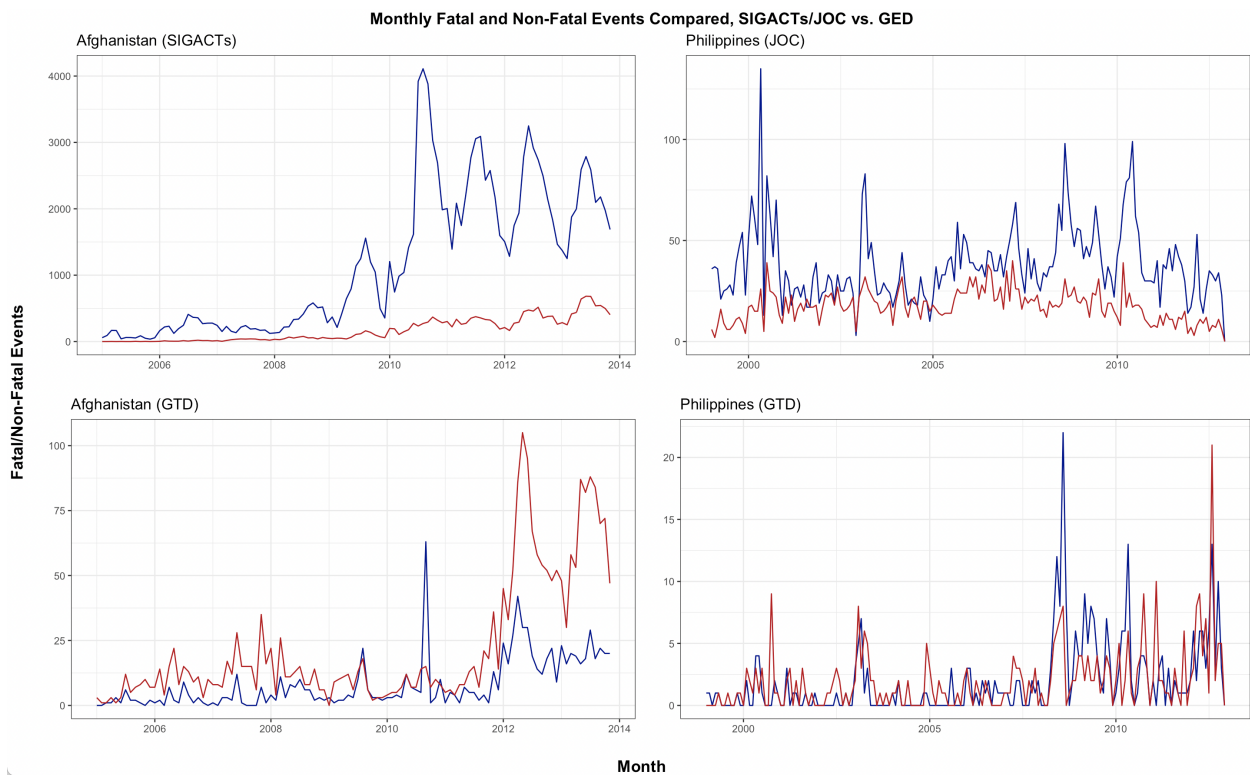 Monthly Fatal and Non-Fatal Events Compared, SIGACTs/JOC vs. GED
Afghanistan (SIGACTs)
4000
3000
2000
1000
0
2006 2008 2010 2012 2014
Philippines (JOC)
100
50
0
2000 2005 2010
Fatal/Non-Fatal Events
Afghanistan (GTD)
100
75
50
25
0
2006 2008 2010 2012 2014
Philippines (GTD)
20
15
10
5
0
2000 2005 2010
Month